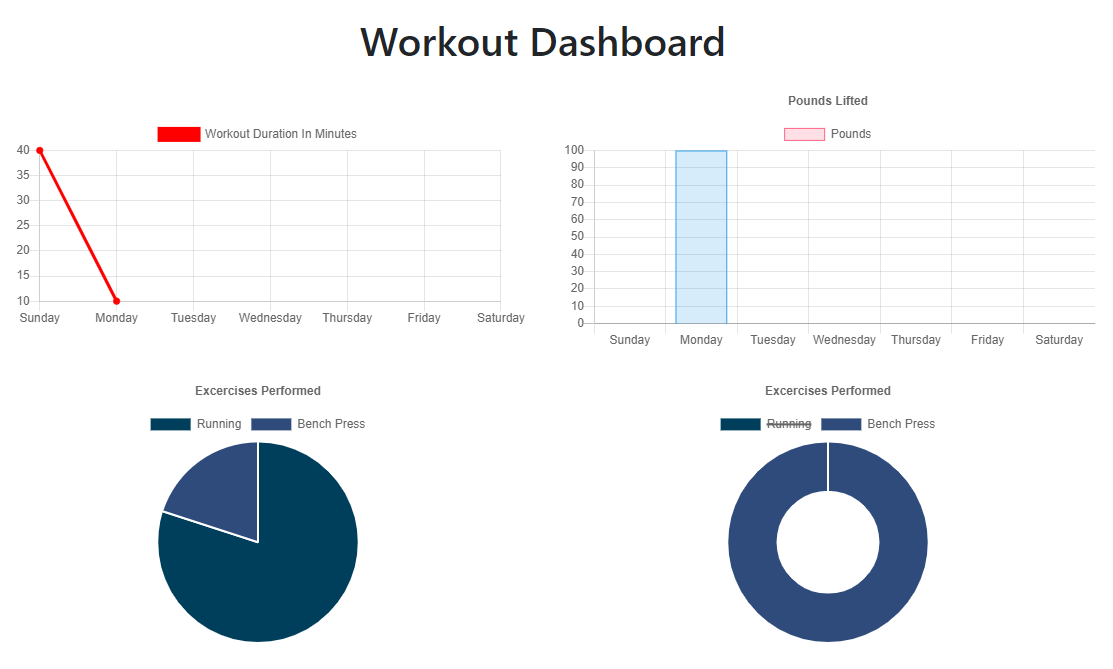 Workout Dashboard
Workout Duration In Minutes
40
35
30
25
20
15
10
Sunday Monday Tuesday Wednesday Thursday Friday Saturday
Pounds Lifted
Pounds
100
90
80
70
60
50
40
30
20
10
0
Sunday Monday Tuesday Wednesday Thursday Friday Saturday
Excercises Performed
Running Bench Press
Excercises Performed
Running Bench Press